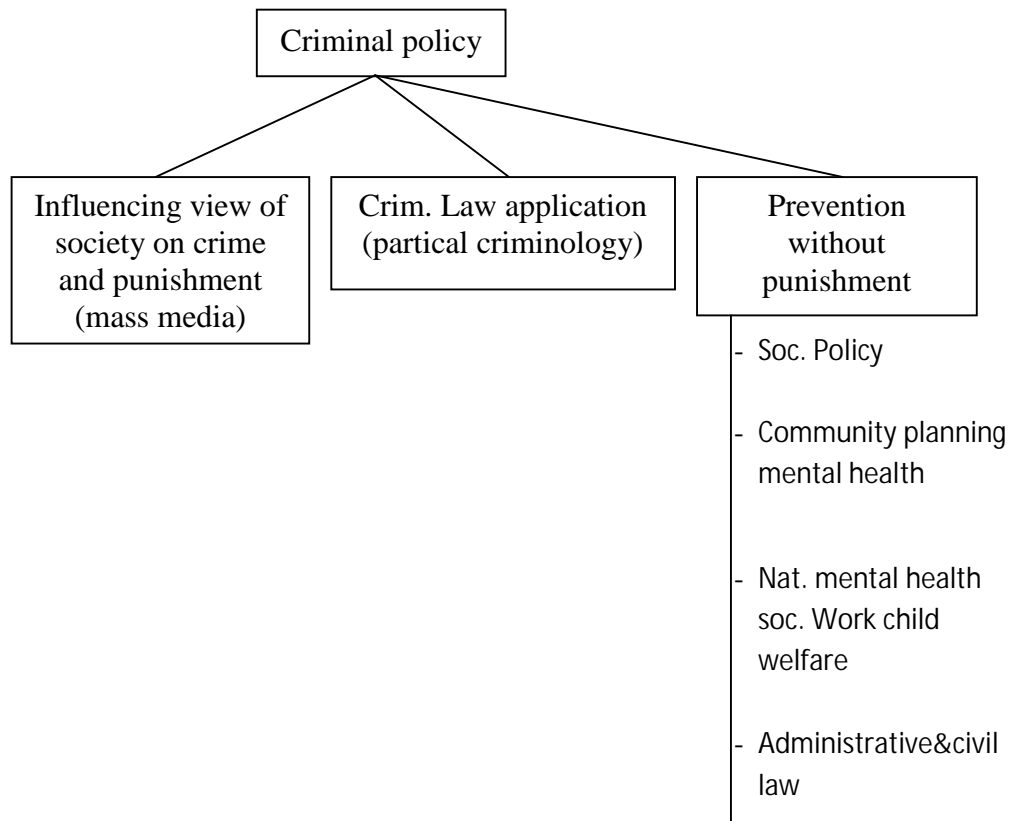 Criminal policy
Influencing view of
society on crime
and punishment
(mass media)
Crim. Law application
(partical criminology)
Prevention
without
punishment
- Soc. Policy
- Community planning
mental health
- Nat. mental health
soc. Work child
welfare
- Administrative&civil
law